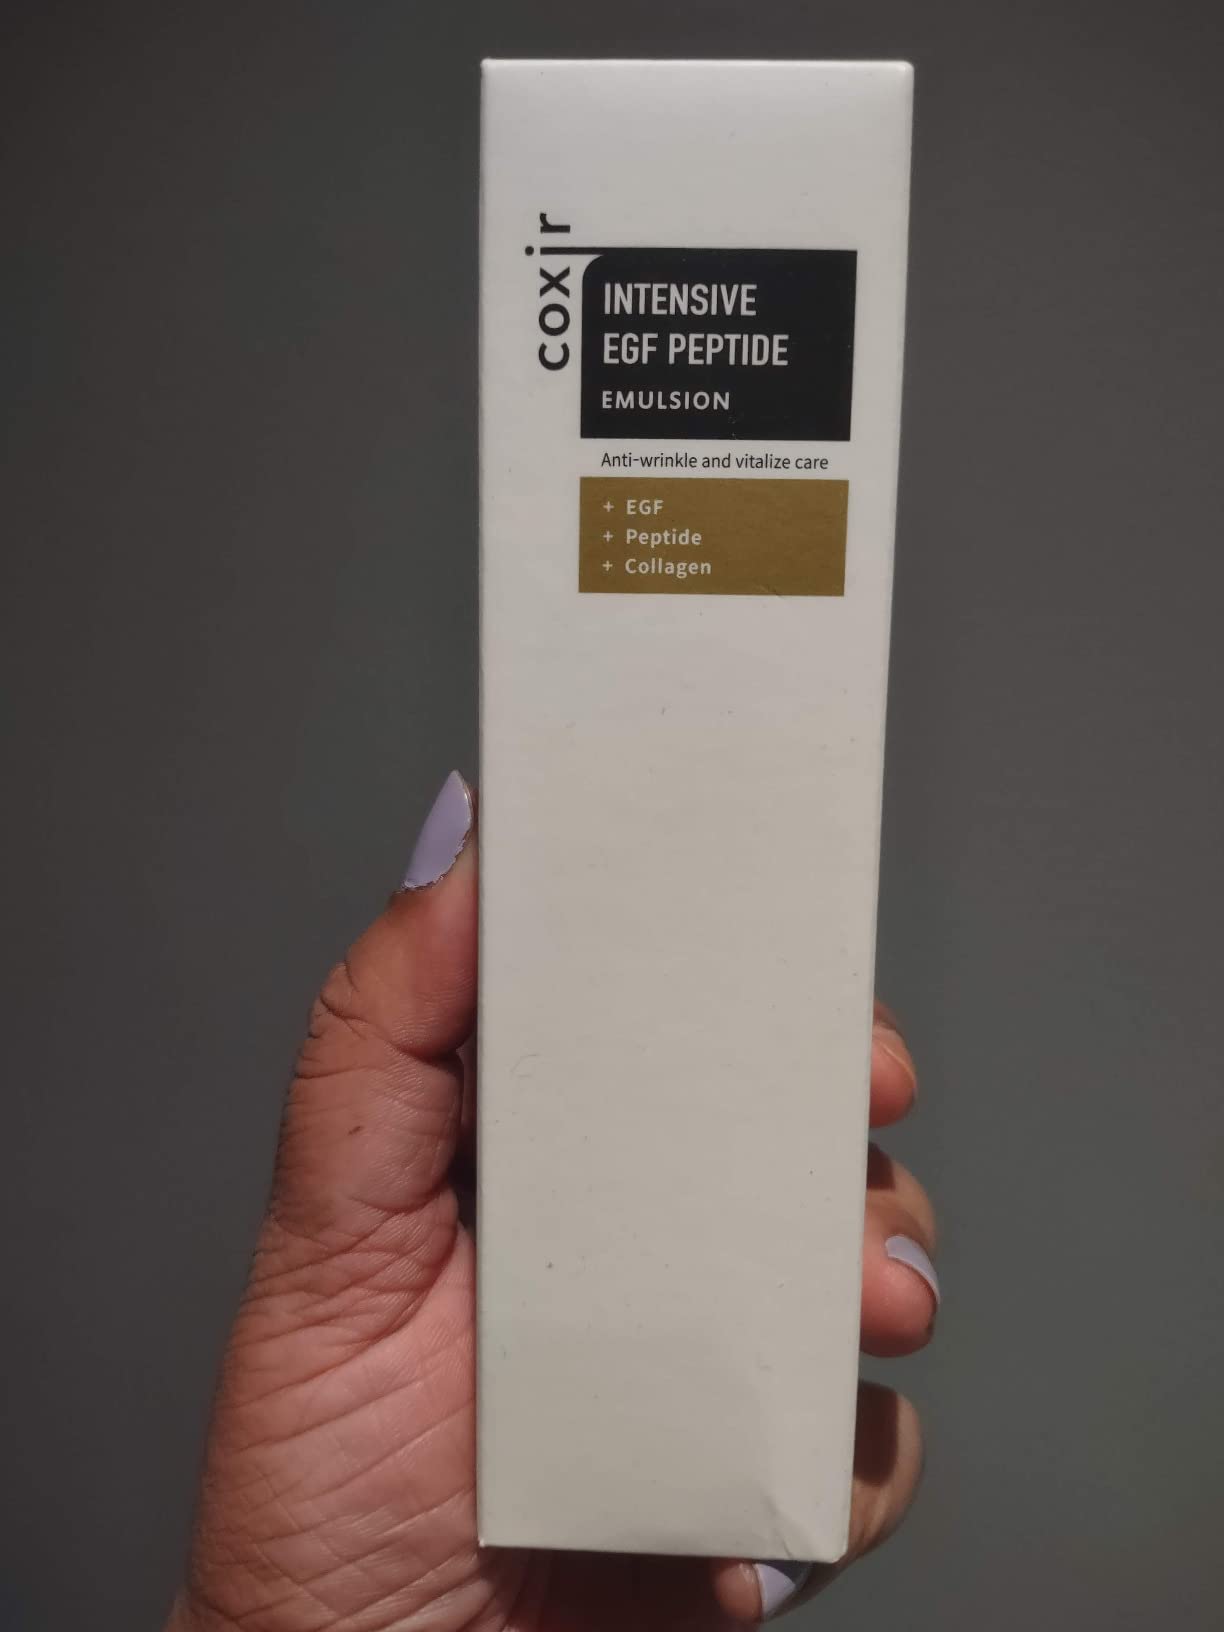 coxir
INTENSIVE
EGF PEPTIDE
EMULSION
Anti-wrinkle and vitalize care
+ EGF
+ Peptide
+ Collagen